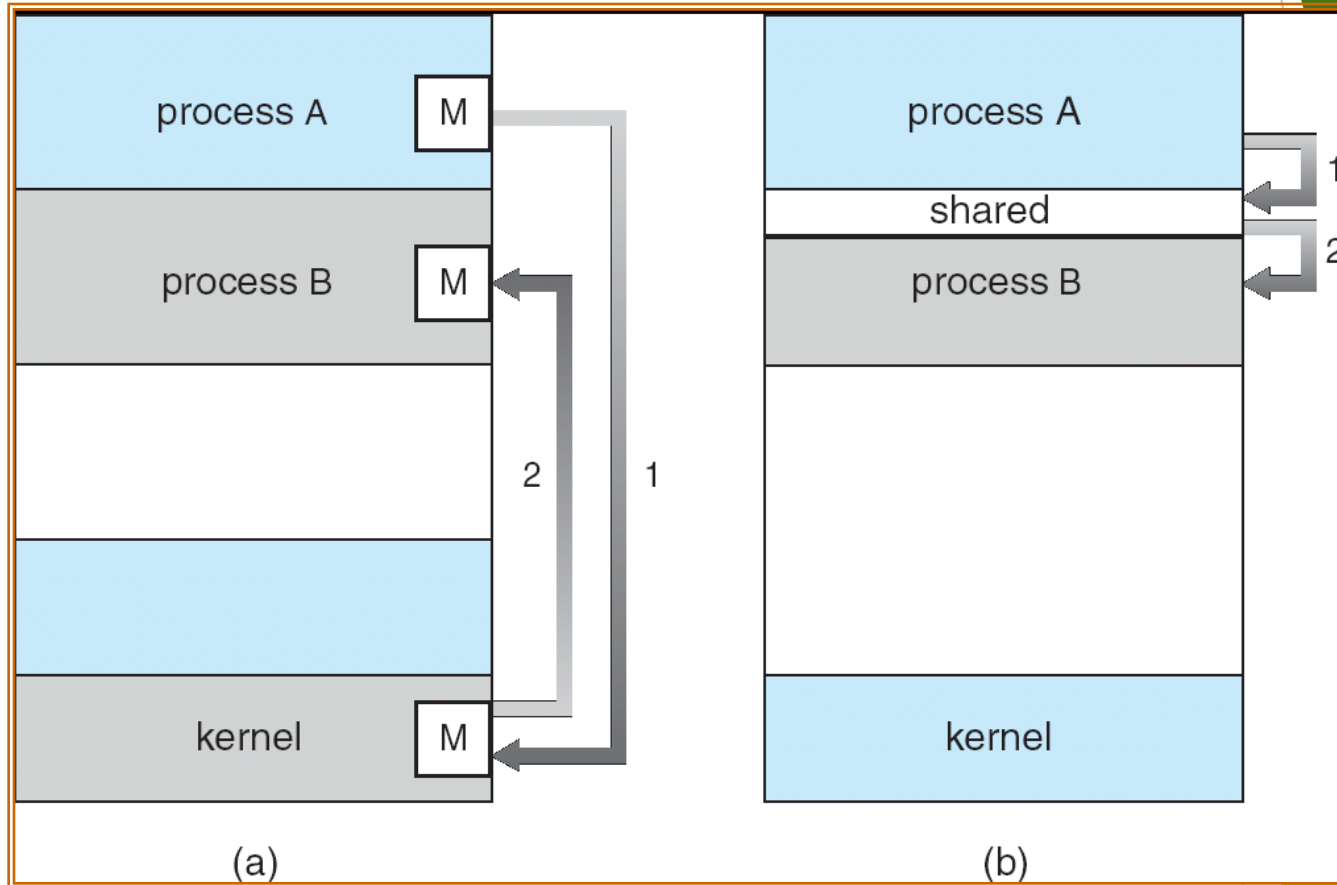 process A
M
process B
M
2
1
kernel
M
(a)
process A
1
shared
2
process B
kernel
(b)